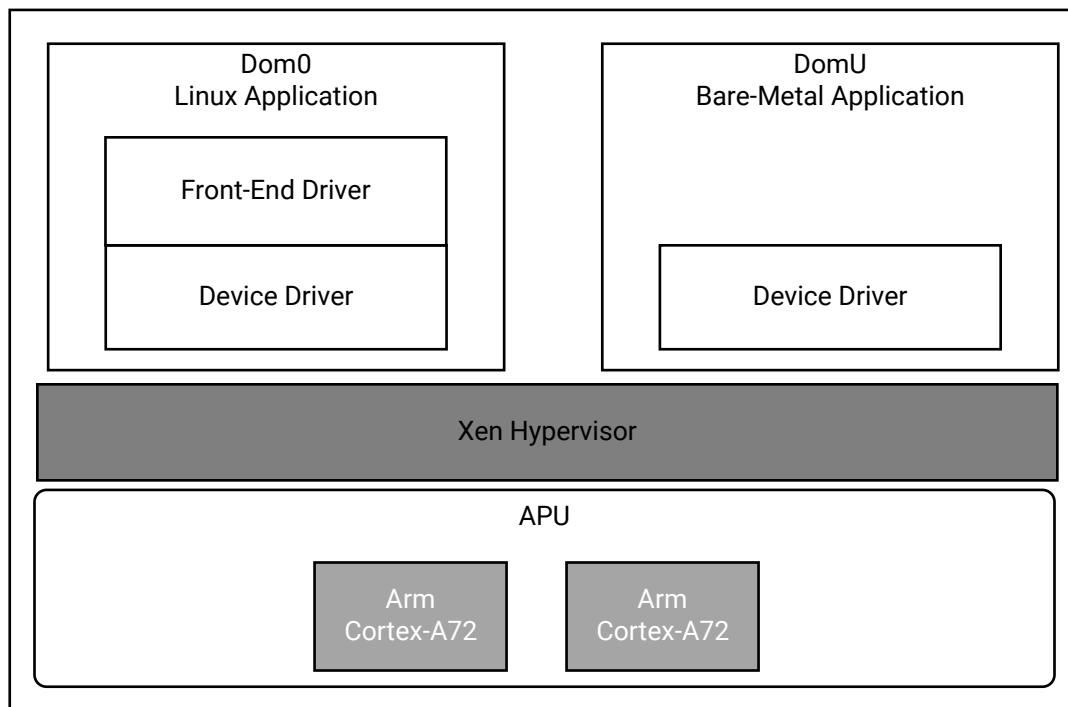 Dom0
Linux Application
Front-End Driver
Device Driver
DomU
Bare-Metal Application
Device Driver
Xen Hypervisor
APU
Arm
Cortex-A72
Arm
Cortex-A72